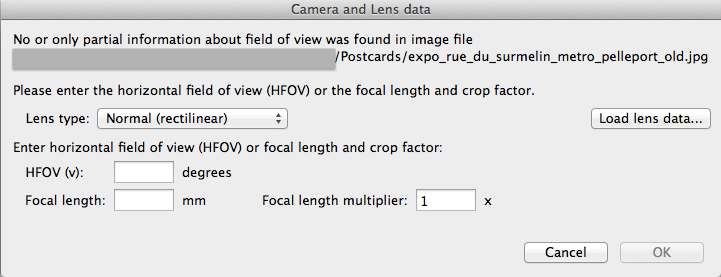 Camera and Lens data
No or only partial information about field of view was found in image file
/Postcards/expo_rue_du_surmelin_metro_pelleport_old.jpg
Please enter the horizontal field of view (HFOV) or the focal length and crop factor.
Lens type: Normal (rectilinear) Load lens data...
Enter horizontal field of view (HFOV) or focal length and crop factor:
HFOV (v): degrees
Focal length: mm Focal length multiplier: 1 x
Cancel OK